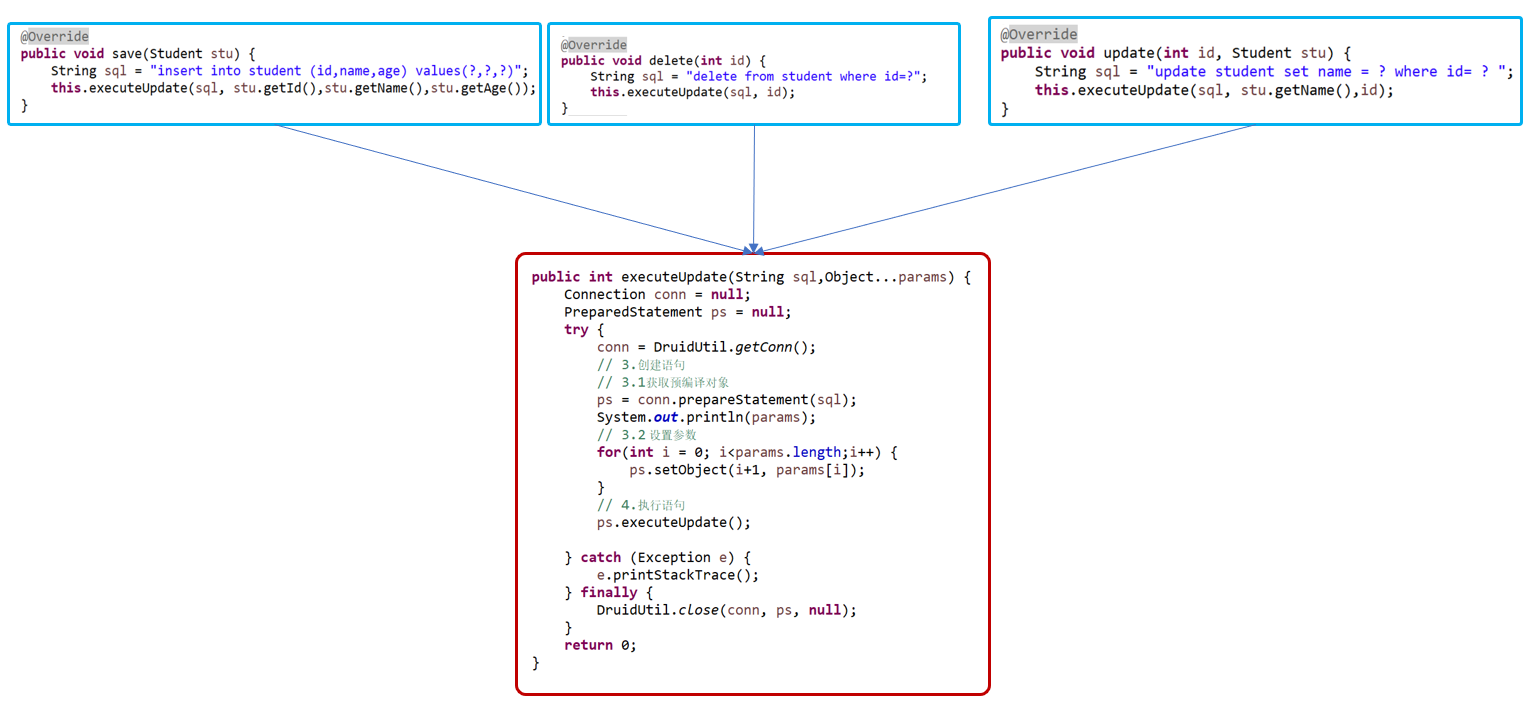 @Override
public void save(Student stu) {
    String sql = "insert into student (id,name,age) values(?,?,?)";
    this.executeUpdate(sql, stu.getId(),stu.getName(),stu.getAge());
}
@Override
public void delete(int id) {
    String sql = "delete from student where id=?";
    this.executeUpdate(sql, id);
}
@Override
public void update(int id, Student stu) {
    String sql = "update student set name = ? where id= ? ";
    this.executeUpdate(sql, stu.getName(),id);
}
public int executeUpdate(String sql,Object...params) {
    Connection conn = null;
    PreparedStatement ps = null;
    try {
        conn = DruidUtil.getConn();
        // 3.创建语句
        // 3.1获取预编译对象
        ps = conn.prepareStatement(sql);
        System.out.println(params);
        // 3.2 设置参数
        for(int i = 0; i<params.length;i++) {
            ps.setObject(i+1, params[i]);
        }
        // 4.执行语句
        ps.executeUpdate();
    } catch (Exception e) {
        e.printStackTrace();
    } finally {
        DruidUtil.close(conn, ps, null);
    }
    return 0;
}